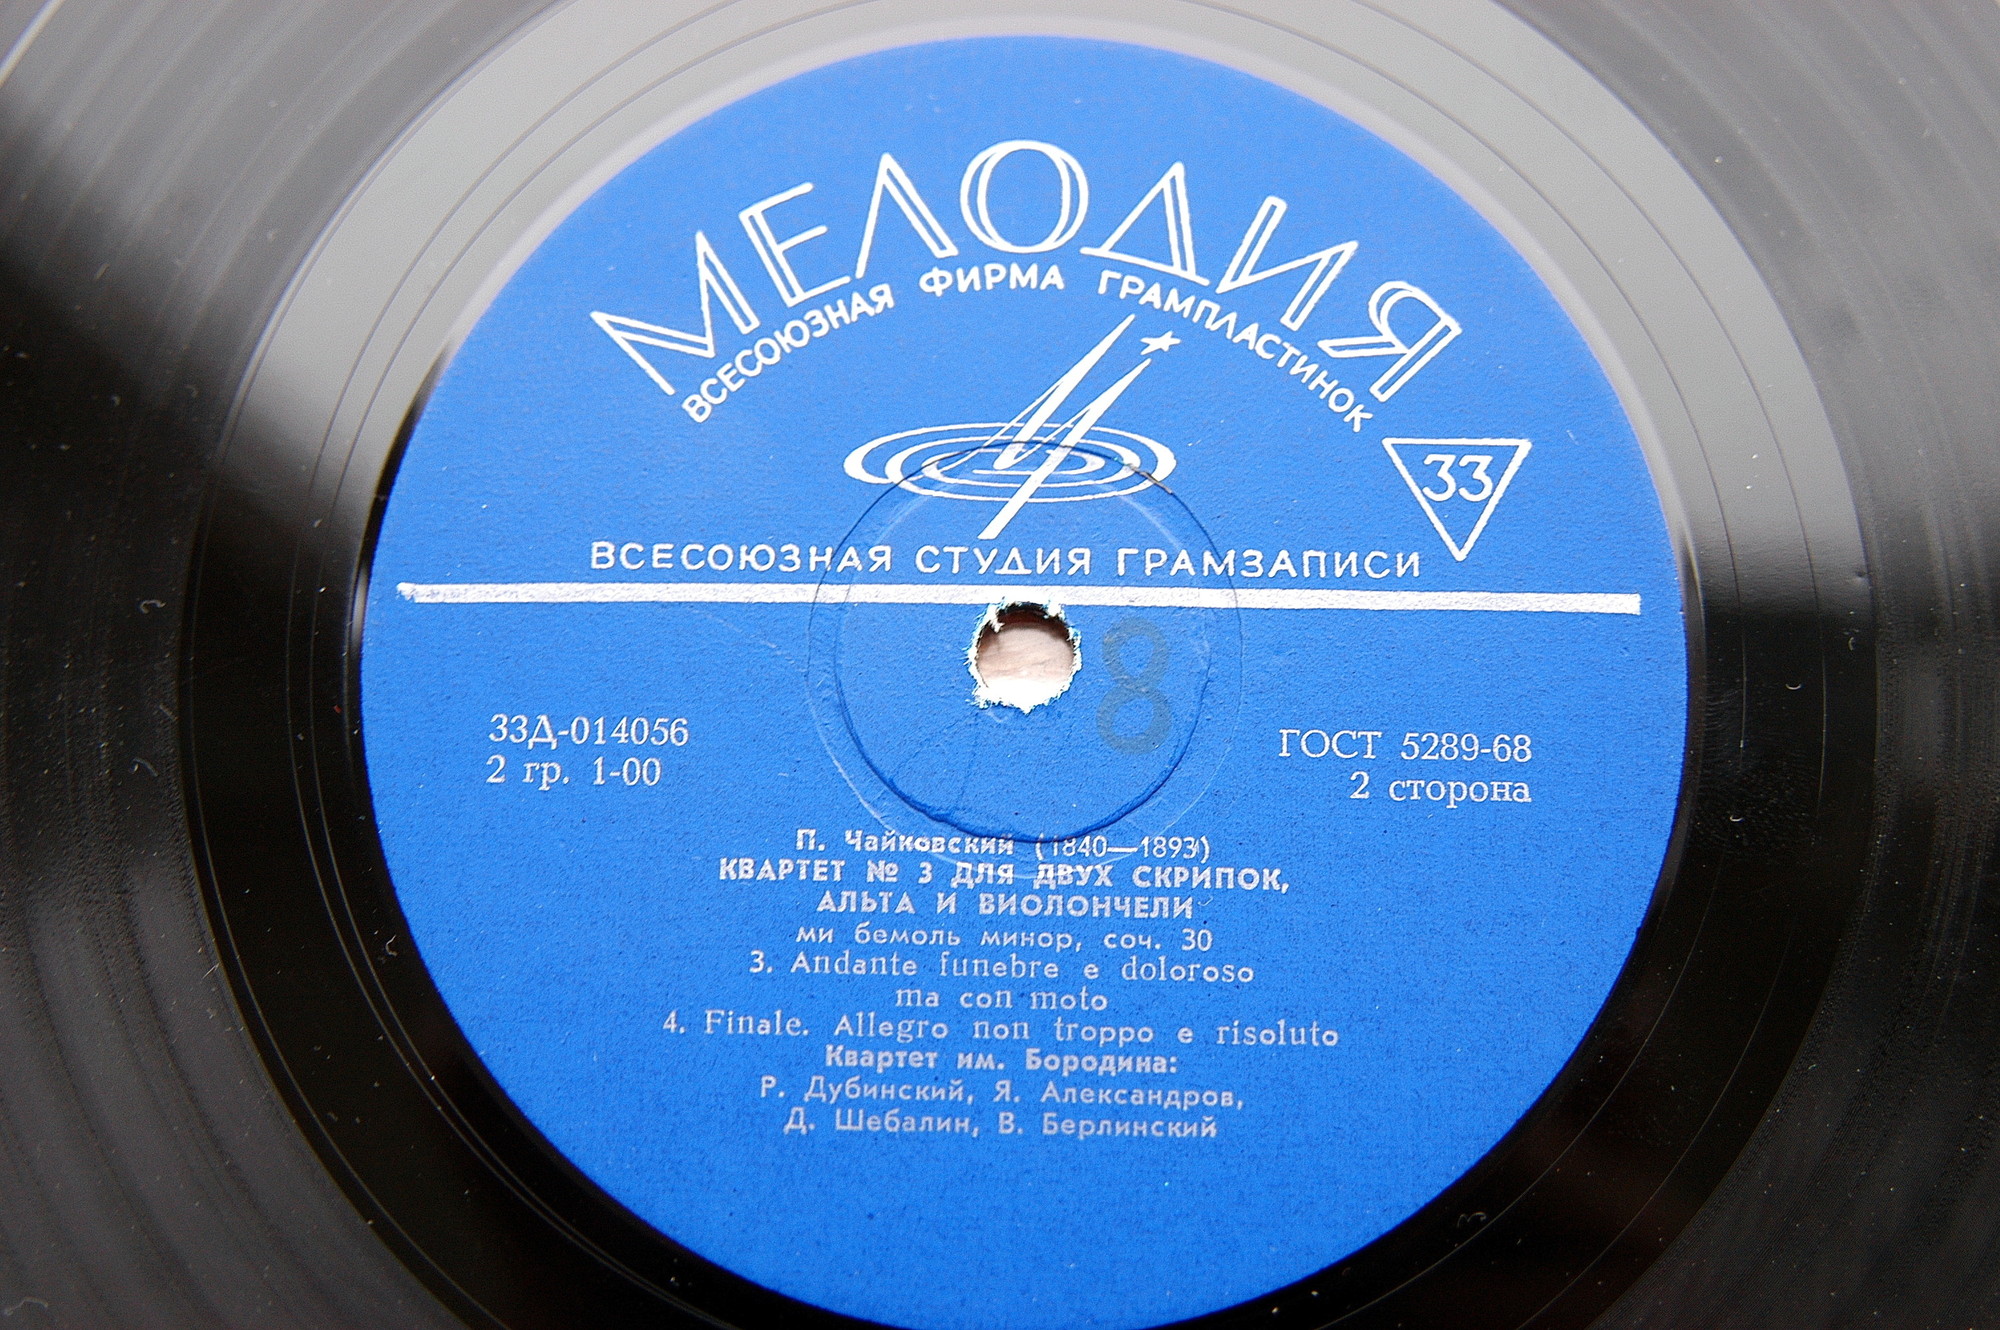 МЕЛОДИЯ
ВСЕСОЮЗНАЯ ФИРМА ГРАМПЛАСТИНОК
33
ВСЕСОЮЗНАЯ СТУДИЯ ГРАМЗАПИСИ
8
33Д-014056
2 гр. 1-00
ГОСТ 5289-68
2 сторона
П. Чайковский (1840—1893)
КВАРТЕТ № 3 ДЛЯ ДВУХ СКРИПОК,
АЛЬТА И ВИОЛОНЧЕЛИ
ми бемоль минор, соч. 30
3. Andante funebre e doloroso
ma con moto
4. Finale. Allegro non troppo e risoluto
Квартет им. Бородина:
Р. Дубинский, Я. Александров,
Д. Шебалин, В. Берлинский